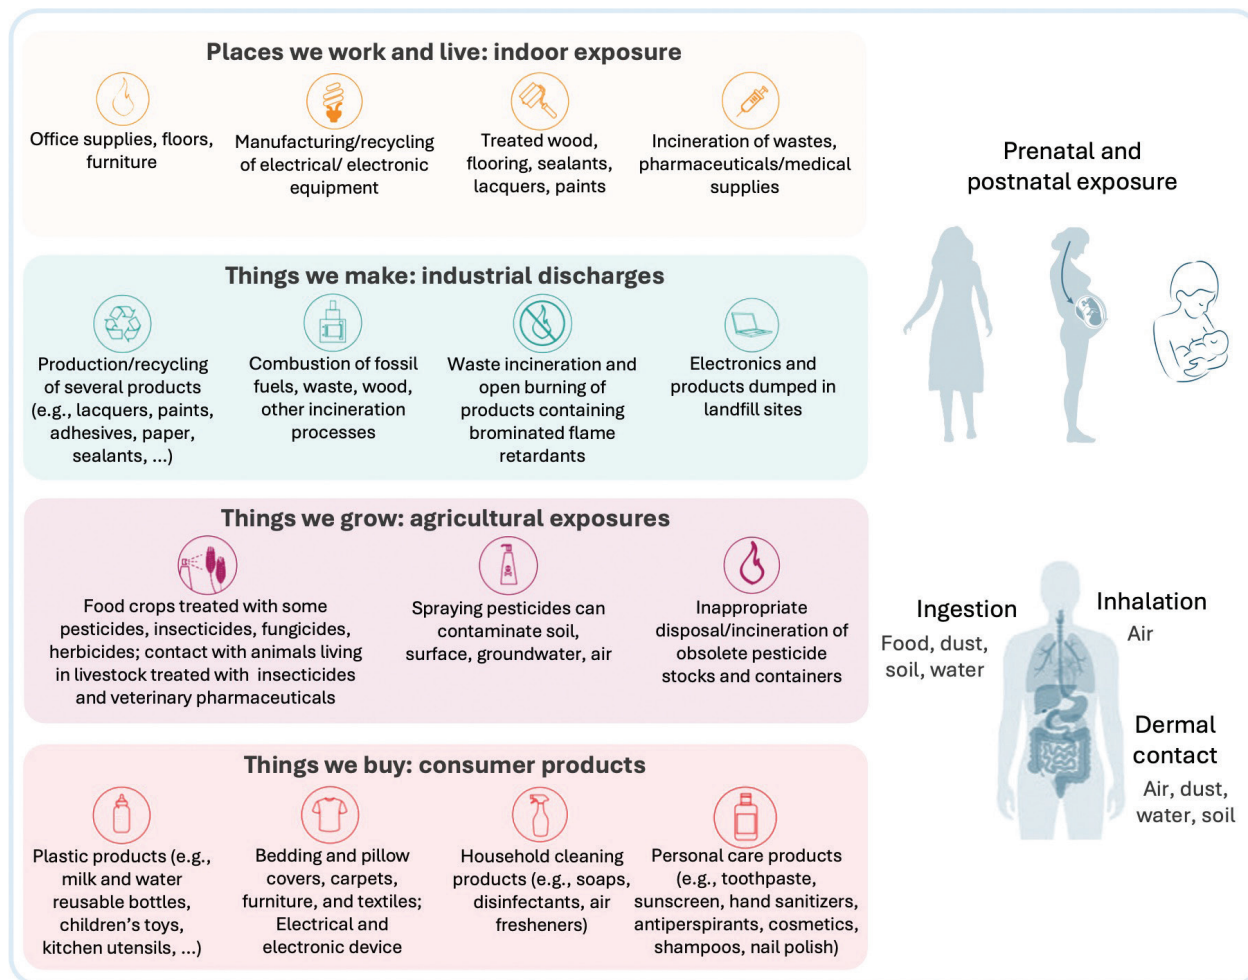 Places we work and live: indoor exposure
Office supplies, floors,
furniture
Manufacturing/recycling
of electrical/ electronic
equipment
Treated wood,
flooring, sealants,
lacquers, paints
Incineration of wastes,
pharmaceuticals/medical
supplies
Things we make: industrial discharges
Production/recycling
of several products
(e.g., lacquers, paints,
adhesives, paper,
sealants, ...)
Combustion of fossil
fuels, waste, wood,
other incineration
processes
Waste incineration and
open burning of
products containing
brominated flame
retardants
Electronics and
products dumped in
landfill sites
Things we grow: agricultural exposures
Food crops treated with some
pesticides, insecticides, fungicides,
herbicides; contact with animals living
in livestock treated with insecticides
and veterinary pharmaceuticals
Spraying pesticides can
contaminate soil,
surface, groundwater, air
Inappropriate
disposal/incineration of
obsolete pesticide
stocks and containers
Things we buy: consumer products
Plastic products (e.g.,
milk and water
reusable bottles,
children’s toys,
kitchen utensils, ...)
Bedding and pillow
covers, carpets,
furniture, and textiles;
Electrical and
electronic device
Household cleaning
products (e.g., soaps,
disinfectants, air
fresheners)
Personal care products
(e.g., toothpaste,
sunscreen, hand sanitizers,
antiperspirants, cosmetics,
shampoos, nail polish)
Prenatal and
postnatal exposure
Ingestion
Food, dust,
soil, water
Inhalation
Air
Dermal
contact
Air, dust,
water, soil